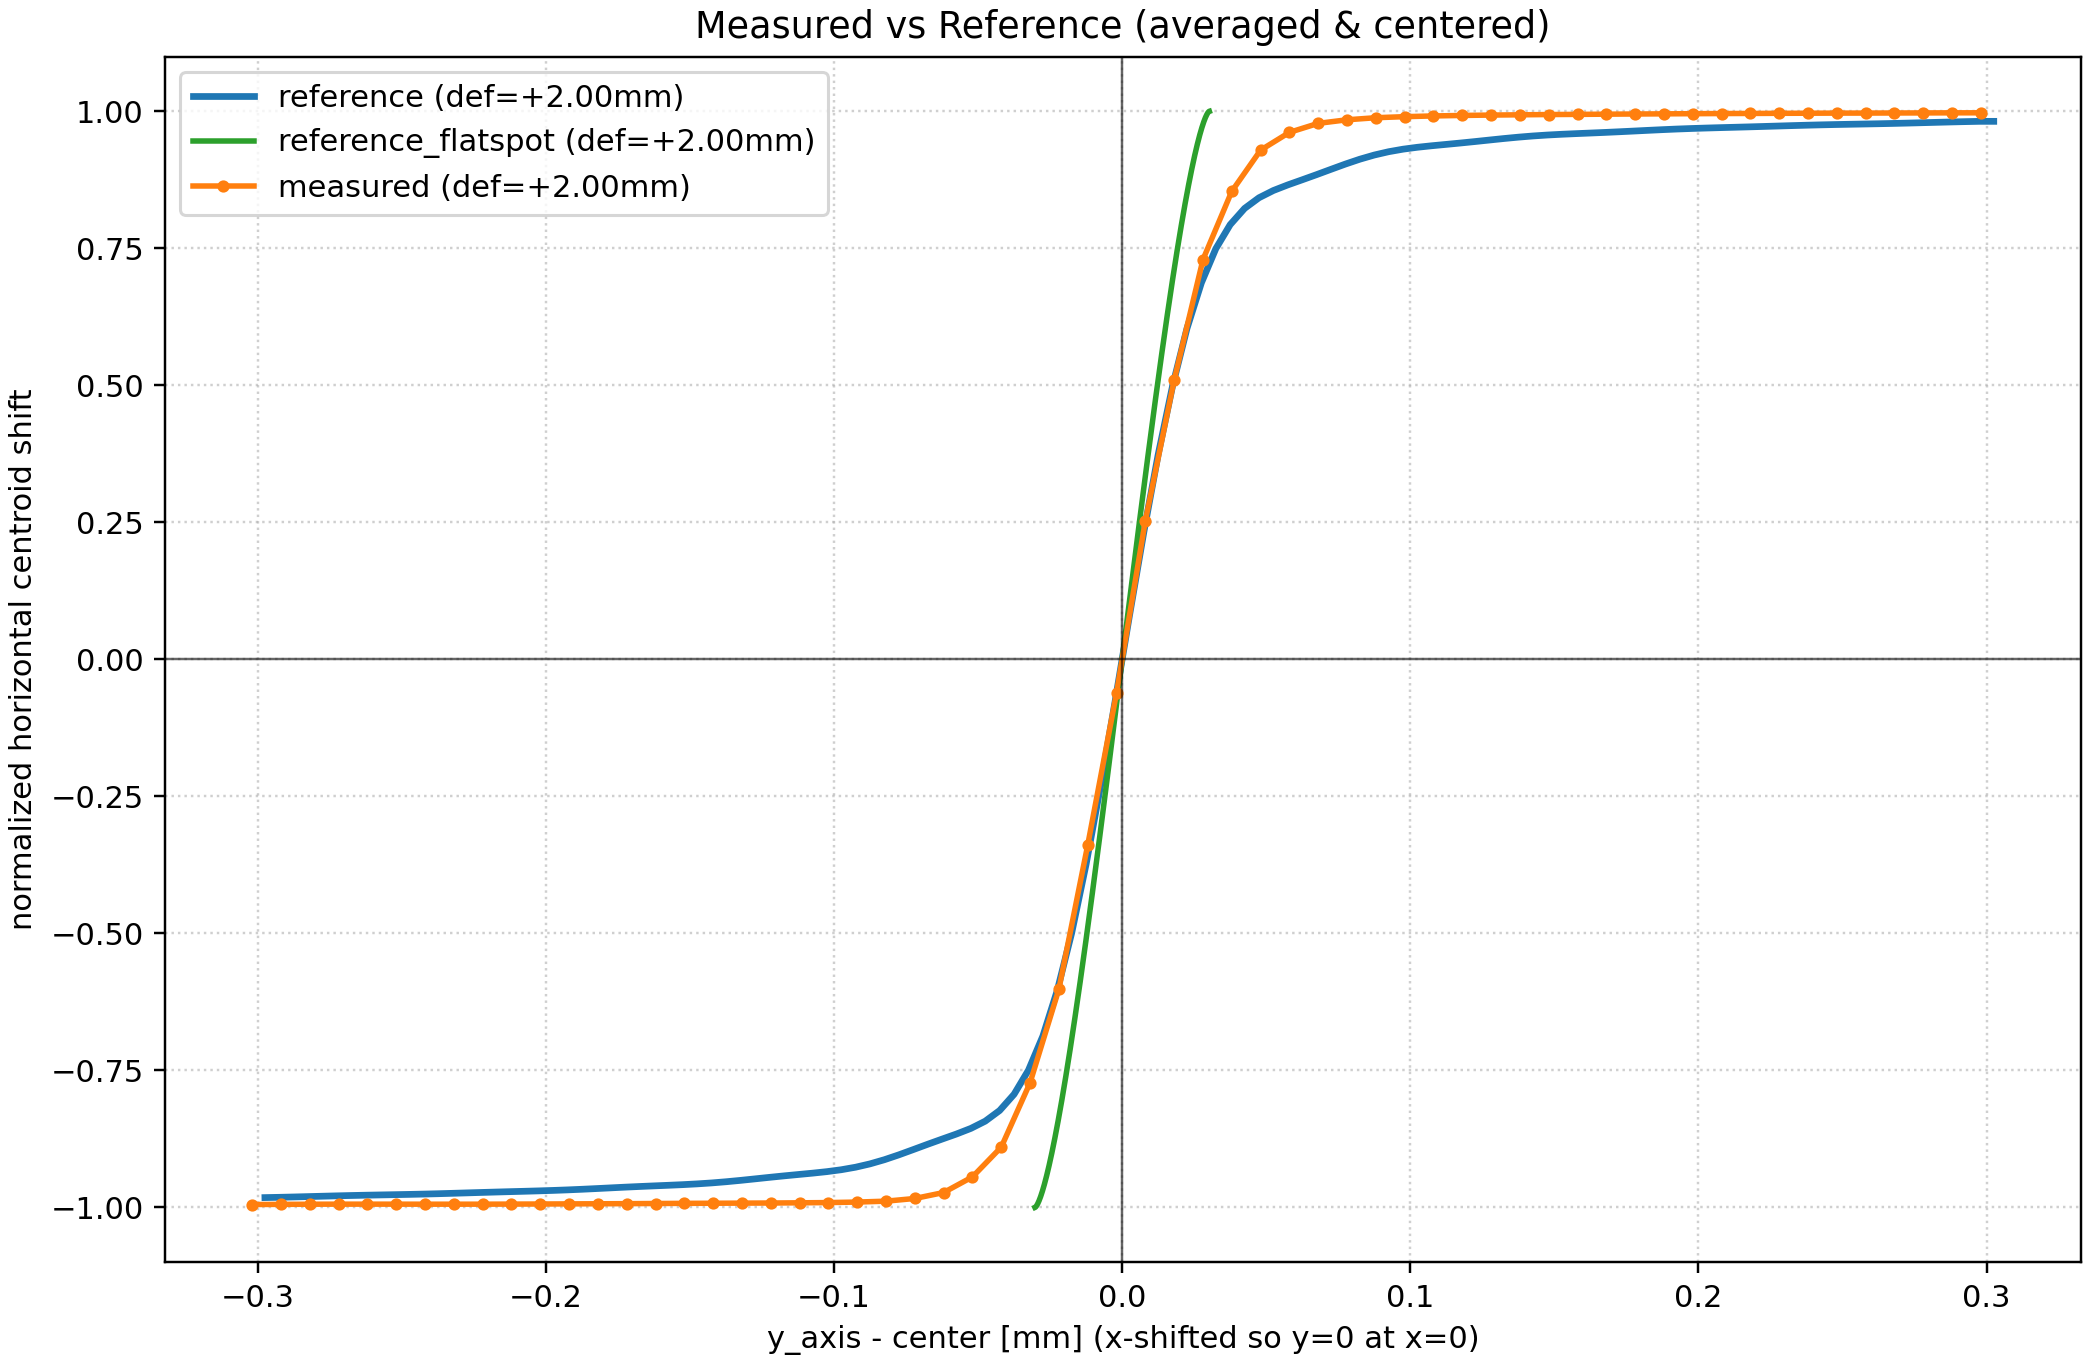 Measured vs Reference (averaged & centered)
reference (def=+2.00mm)
reference_flatspot (def=+2.00mm)
measured (def=+2.00mm)
normalized horizontal centroid shift
1.00
0.75
0.50
0.25
0.00
−0.25
−0.50
−0.75
−1.00
−0.3
−0.2
−0.1
0.0
0.1
0.2
0.3
y_axis - center [mm] (x-shifted so y=0 at x=0)